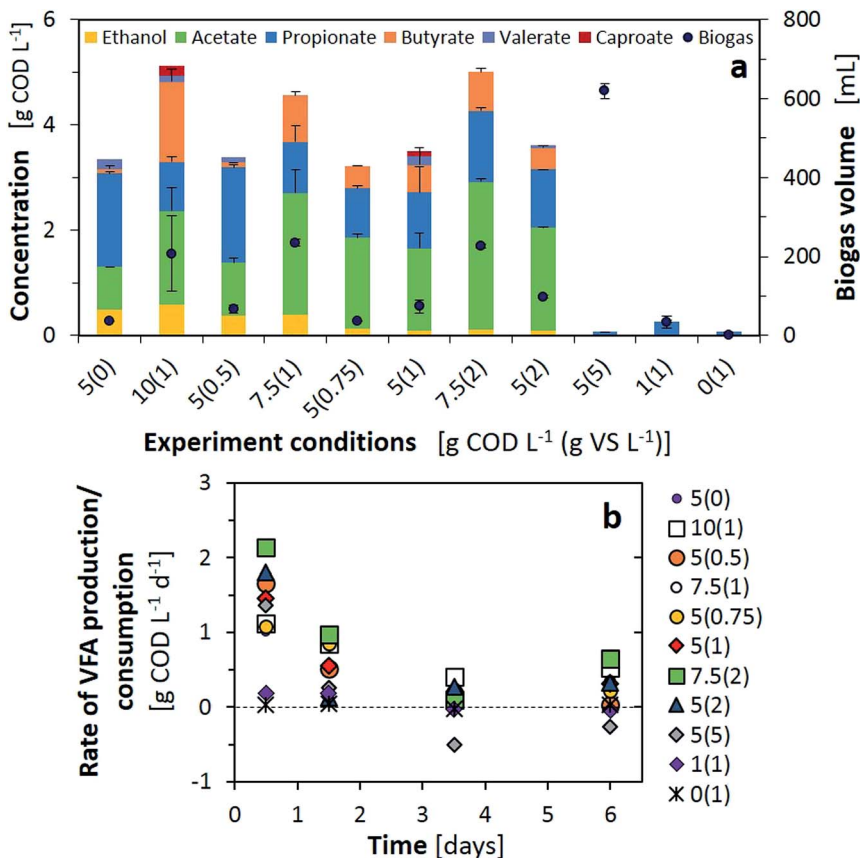 Ethanol Acetate Propionate Butyrate Valerate Caproate Biogas
a
Concentration [g COD L-1]
6
4
2
0
Biogas volume [mL]
800
600
400
200
0
5(0) 10(1) 5(0.5) 7.5(1) 5(0.75) 5(1) 7.5(2) 5(2) 5(5) 1(1) 0(1)
Experiment conditions [g COD L-1 (g VS L-1)]
b
Rate of VFA production/
consumption
[g COD L-1 d-1]
3
2
1
0
-1
0 1 2 3 4 5 6
Time [days]
5(0)
10(1)
5(0.5)
7.5(1)
5(0.75)
5(1)
7.5(2)
5(2)
5(5)
1(1)
0(1)